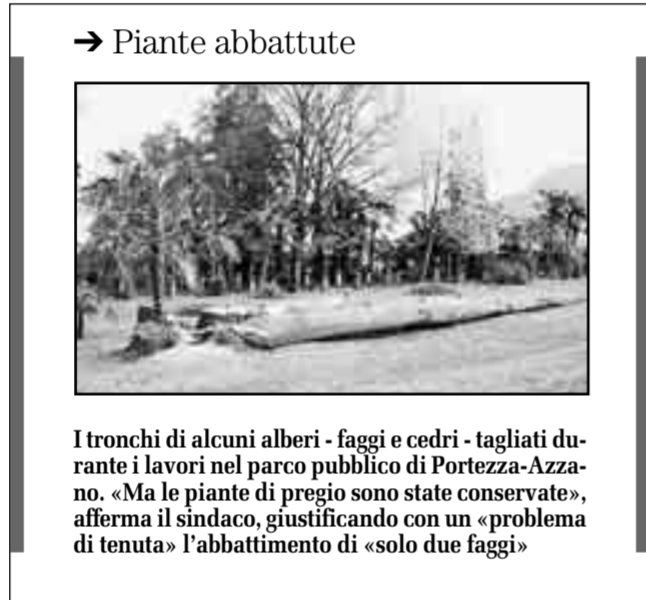 ➔ Piante abbattute
I tronchi di alcuni alberi - faggi e cedri - tagliati du-
rante i lavori nel parco pubblico di Portezza-Azza-
no. «Ma le piante di pregio sono state conservate»,
afferma il sindaco, giustificando con un «problema
di tenuta» l’abbattimento di «solo due faggi»